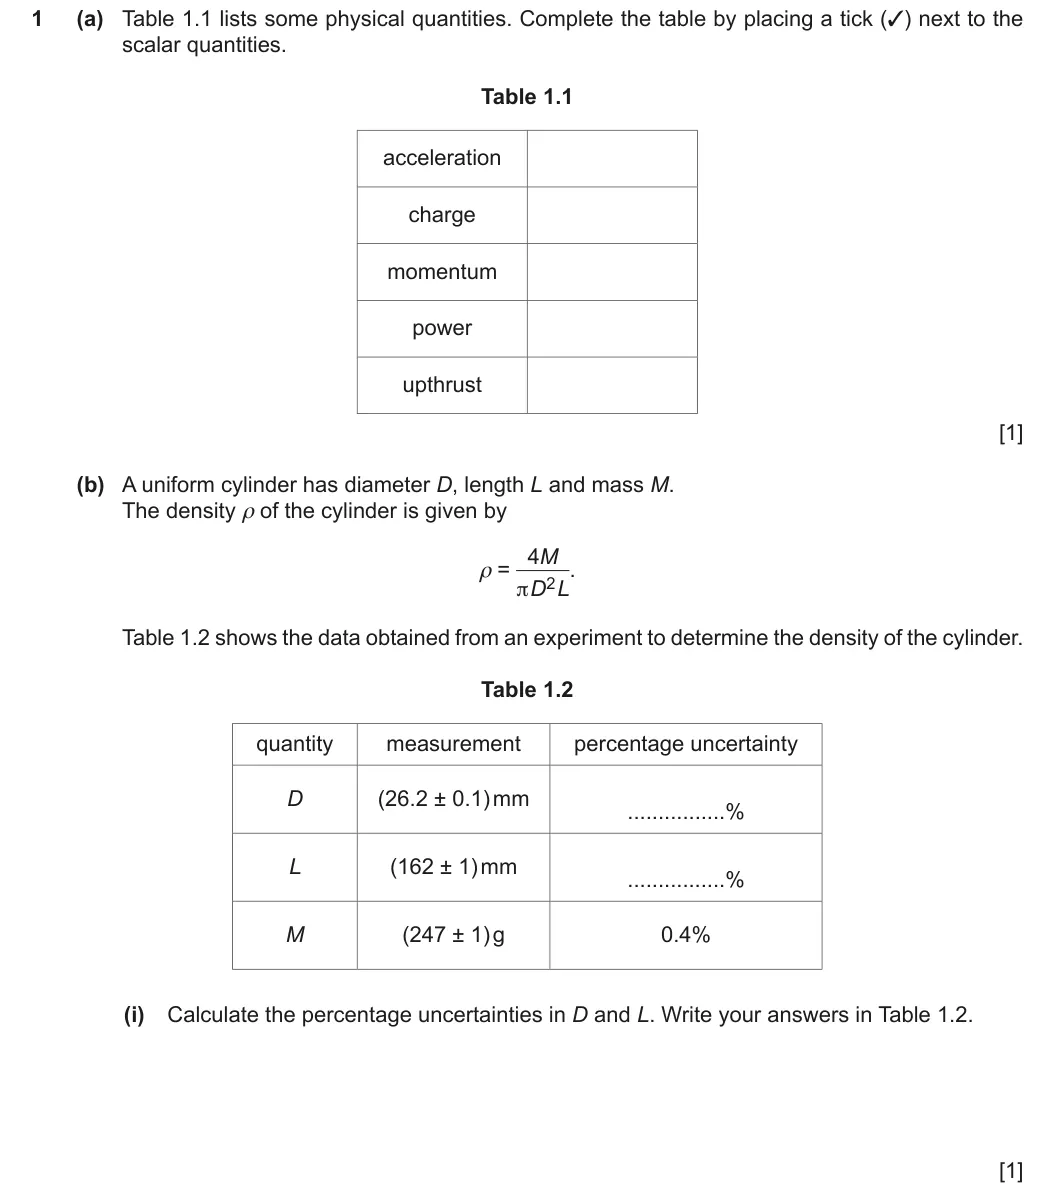 1 (a) Table 1.1 lists some physical quantities. Complete the table by placing a tick (✓) next to the
scalar quantities.
Table 1.1
acceleration
charge
momentum
power
upthrust
[1]
(b) A uniform cylinder has diameter D, length L and mass M.
The density ρ of the cylinder is given by
ρ = 4M / πD²L.
Table 1.2 shows the data obtained from an experiment to determine the density of the cylinder.
Table 1.2
quantity measurement percentage uncertainty
D (26.2 ± 0.1) mm ................%
L (162 ± 1) mm ................%
M (247 ± 1) g 0.4%
(i) Calculate the percentage uncertainties in D and L. Write your answers in Table 1.2.
[1]